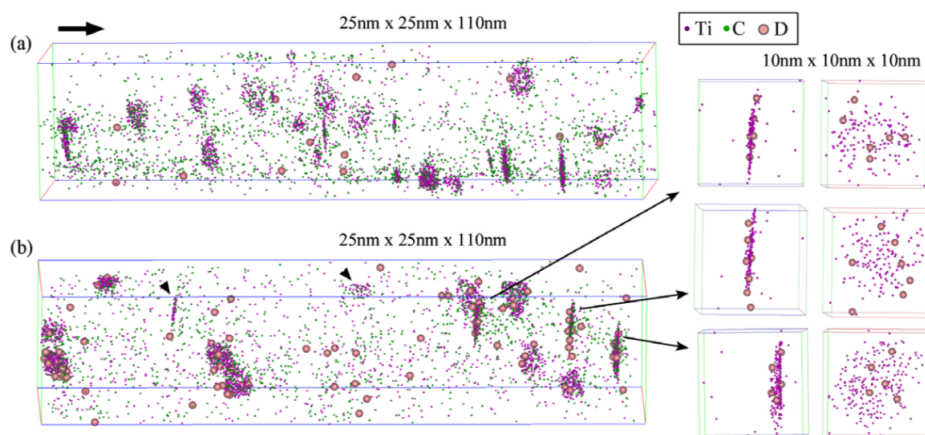 (a)
25nm x 25nm x 110nm
Ti C D
10nm x 10nm x 10nm
(b)
25nm x 25nm x 110nm